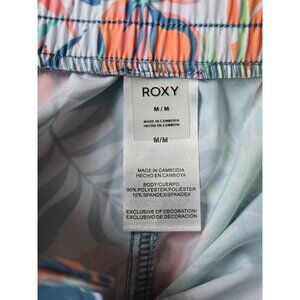 ROXY
M / M
MADE IN CAMBODIA
HECHO EN CAMBOYA
M/M
MADE IN CAMBODIA
HECHO EN CAMBOYA
BODY/CUERPO
90% POLYESTER/POLIÉSTER
10% SPANDEX/SPANDEX
EXCLUSIVE OF DECORATION/
EXCLUSIVO DE DECORACIÓN